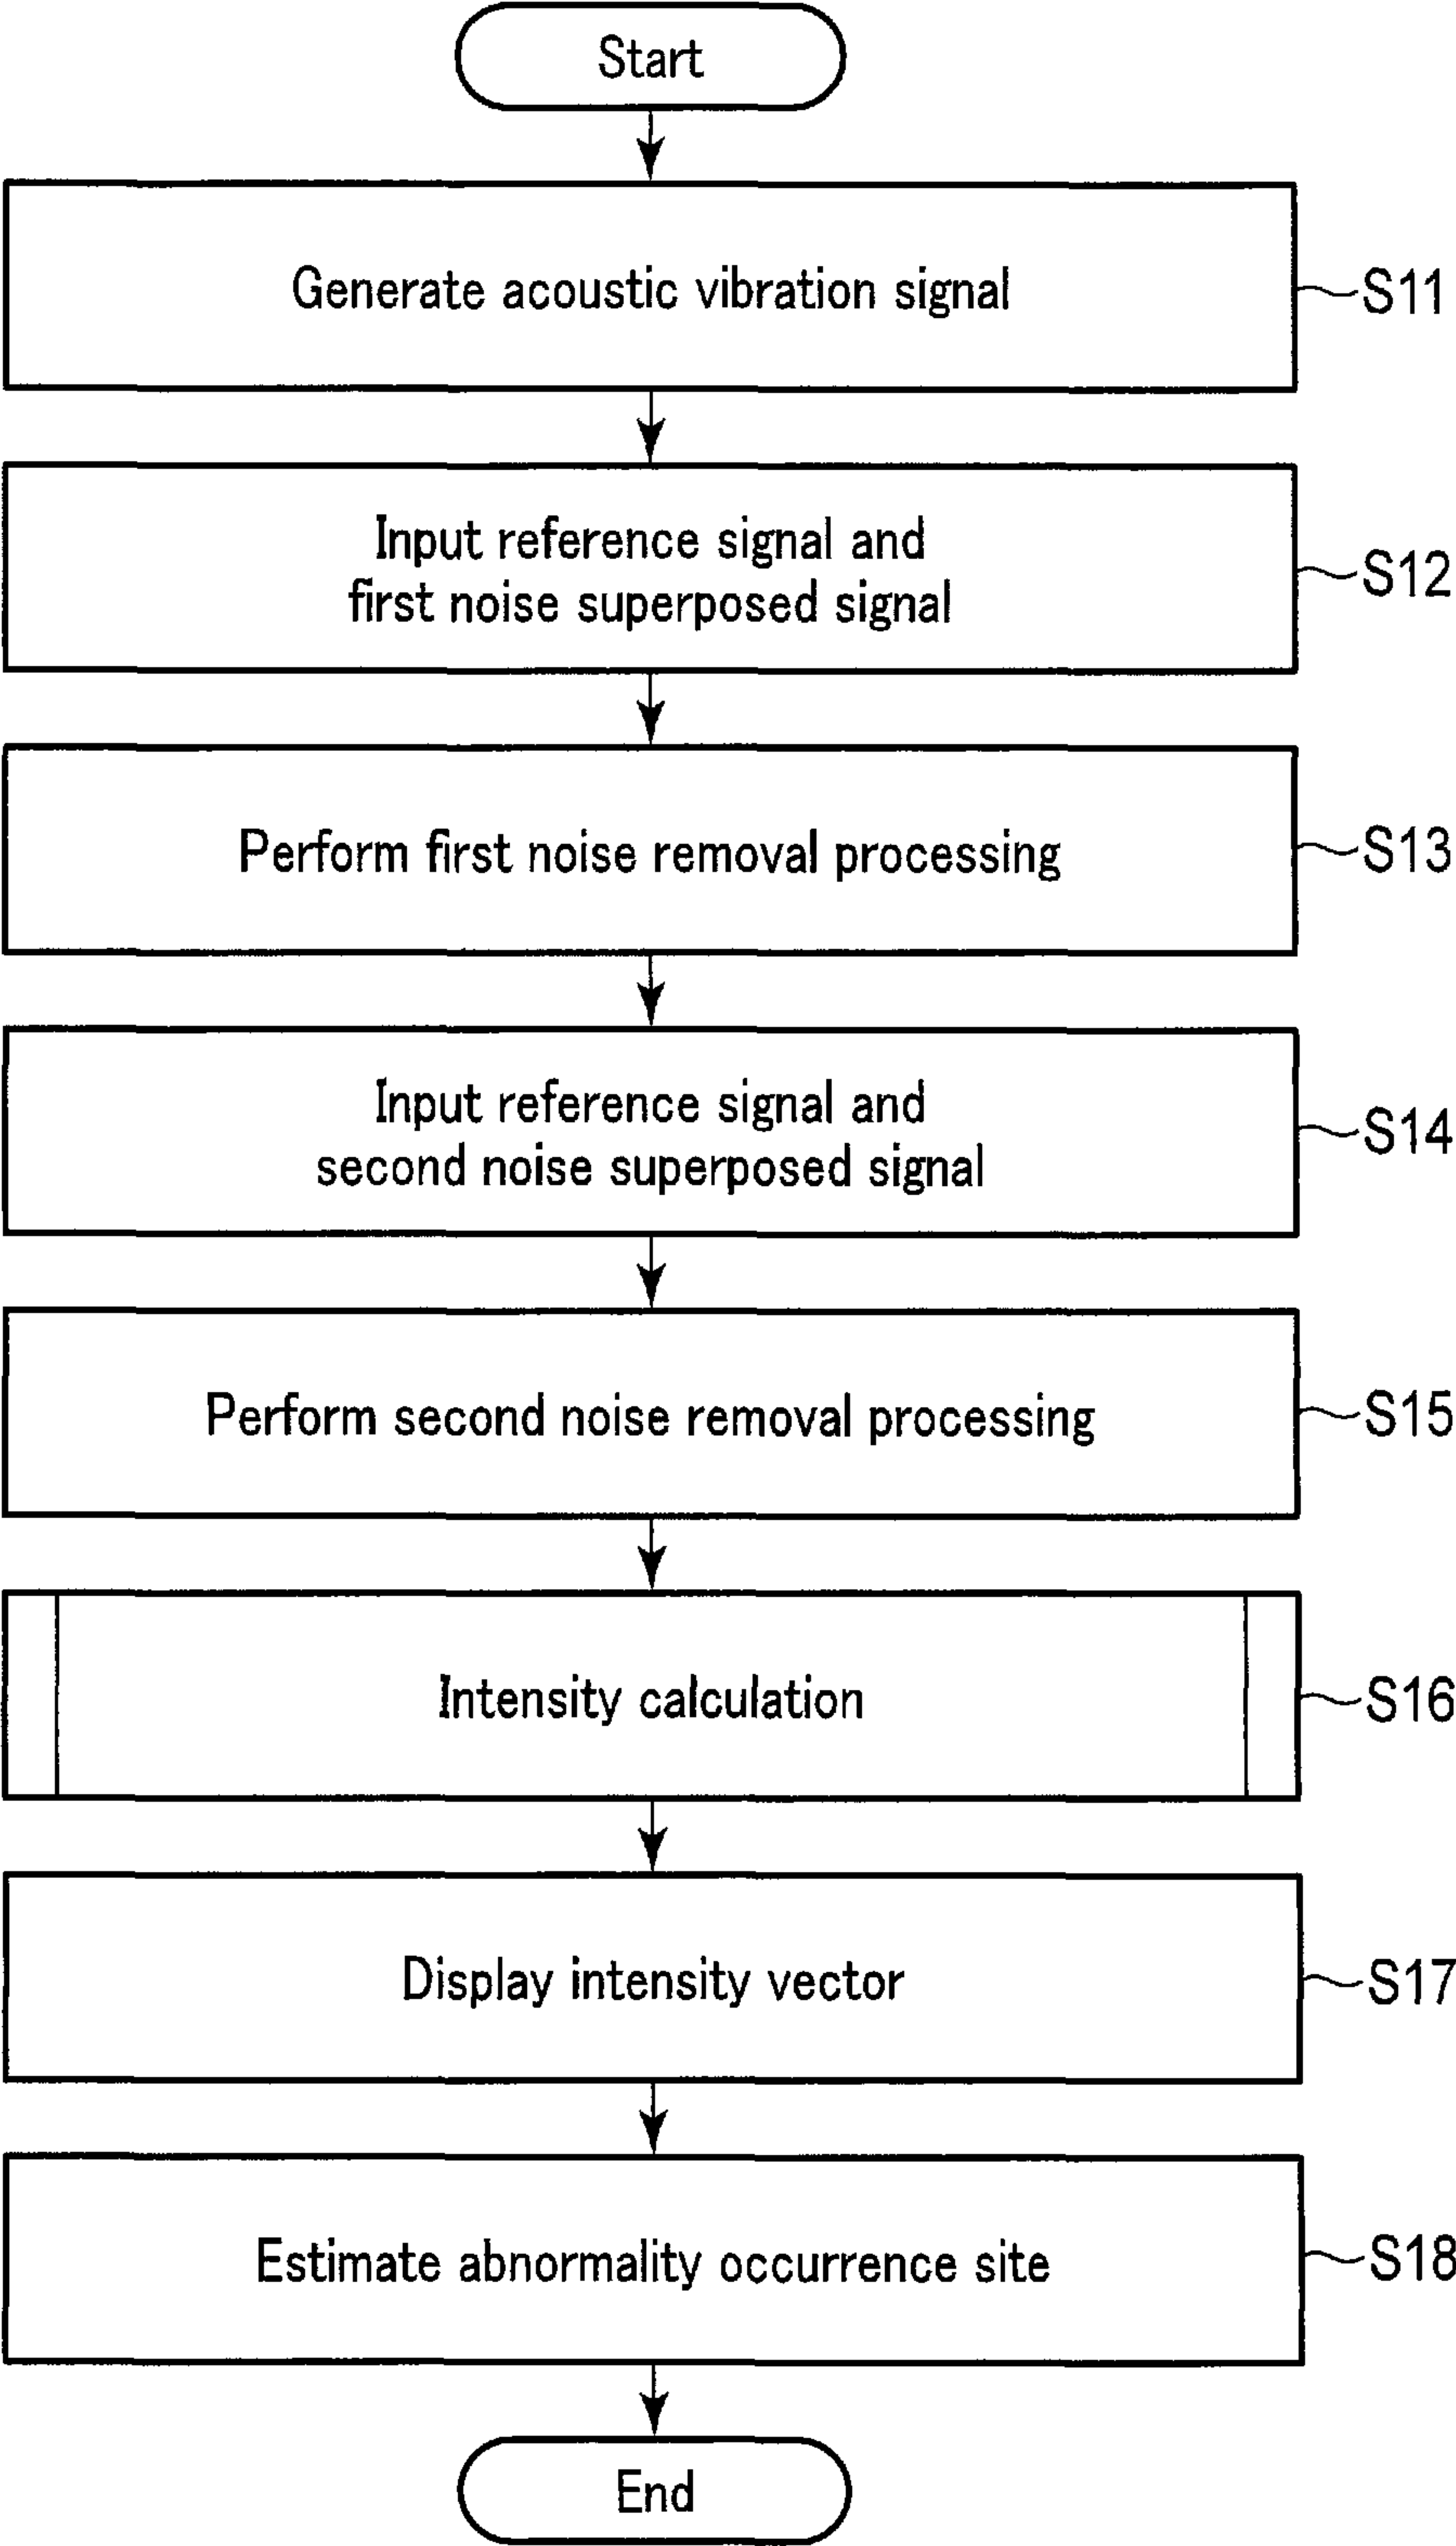 Start
Generate acoustic vibration signal
S11
Input reference signal and
first noise superposed signal
S12
Perform first noise removal processing
S13
Input reference signal and
second noise superposed signal
S14
Perform second noise removal processing
S15
Intensity calculation
S16
Display intensity vector
S17
Estimate abnormality occurrence site
S18
End